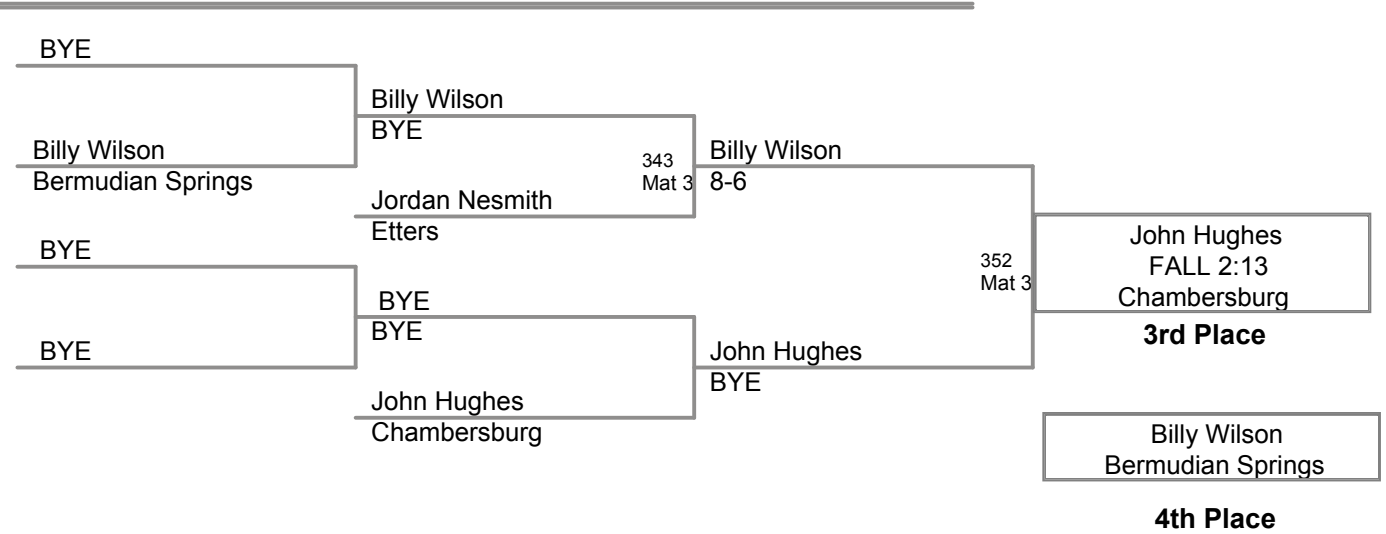 BYE
Billy Wilson
BYE
Billy Wilson
Bermudian Springs
343
Mat 3
Billy Wilson
8-6
Jordan Nesmith
Etters
BYE
John Hughes
FALL 2:13
Chambersburg
3rd Place
352
Mat 3
BYE
BYE
BYE
John Hughes
BYE
John Hughes
Chambersburg
Billy Wilson
Bermudian Springs
4th Place